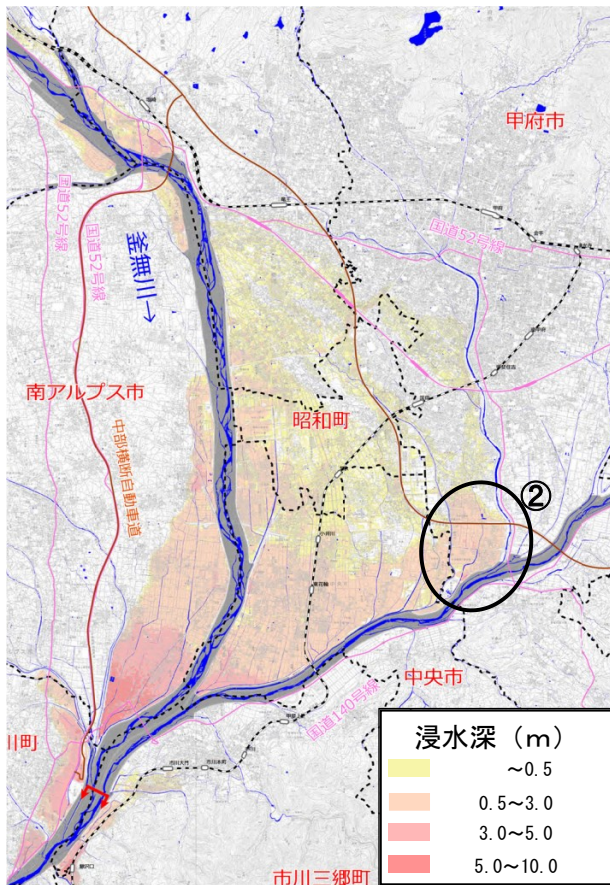 甲府市
国道52号線
国道52号線
国道52号線
釜無川→
南アルプス市
昭和町
中部横断自動車道
②
中央市
国道140号線
川町
市川三郷町
浸水深（m）
～0.5
0.5～3.0
3.0～5.0
5.0～10.0